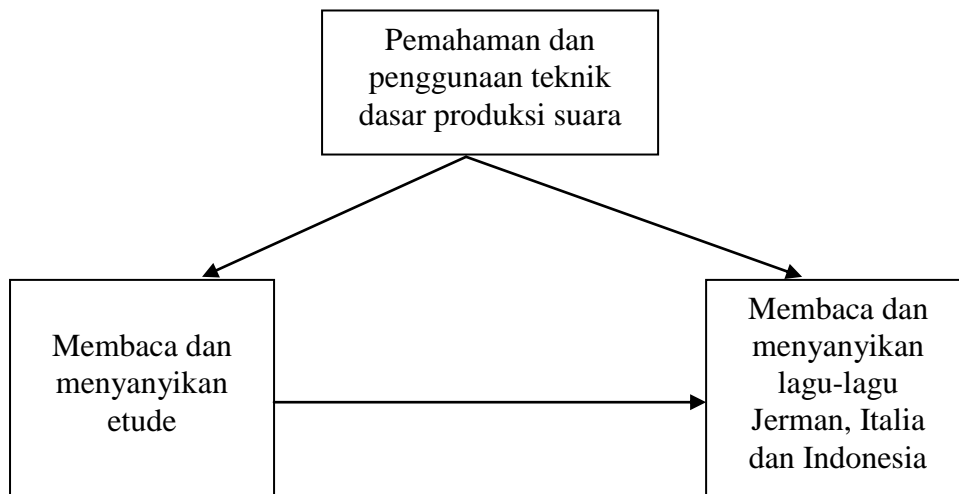 Pemahaman dan
penggunaan teknik
dasar produksi suara
Membaca dan
menyanyikan
etude
Membaca dan
menyanyikan
lagu-lagu
Jerman, Italia
dan Indonesia